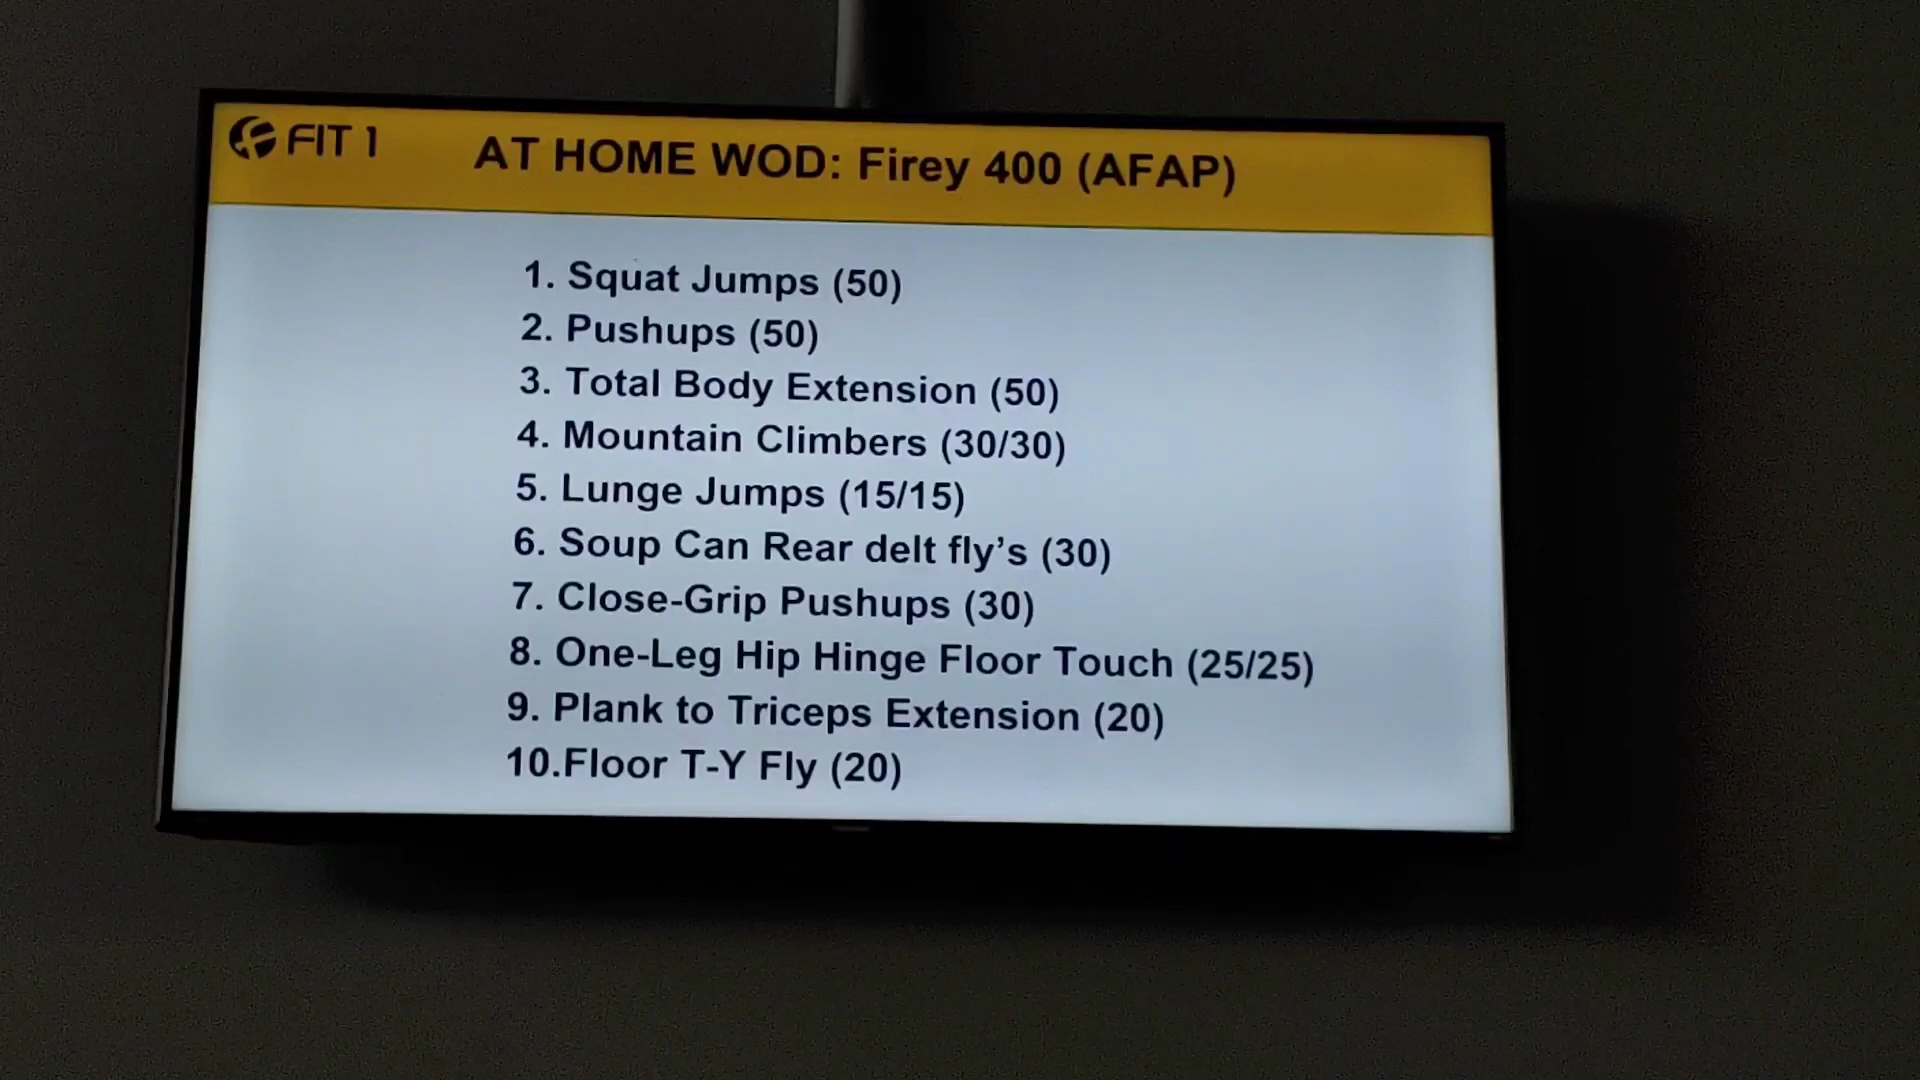 FIT 1
AT HOME WOD: Firey 400 (AFAP)
1. Squat Jumps (50)
2. Pushups (50)
3. Total Body Extension (50)
4. Mountain Climbers (30/30)
5. Lunge Jumps (15/15)
6. Soup Can Rear delt fly’s (30)
7. Close-Grip Pushups (30)
8. One-Leg Hip Hinge Floor Touch (25/25)
9. Plank to Triceps Extension (20)
10.Floor T-Y Fly (20)